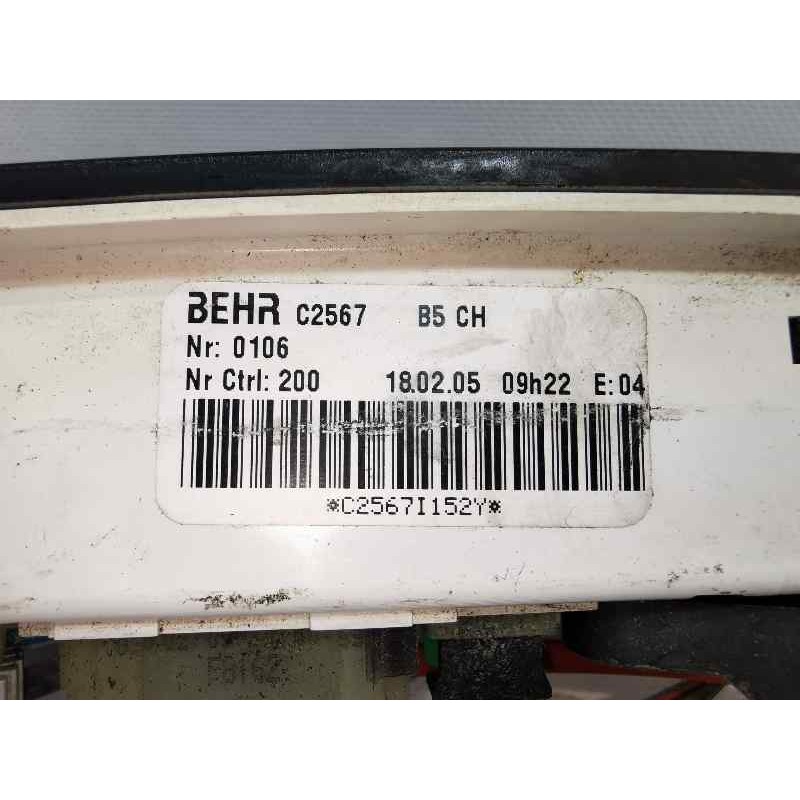 BEHR C2567 B5 CH
Nr: 0106
Nr Ctrl: 200 18.02.05 09h22 E: 04
*C2567I152Y*